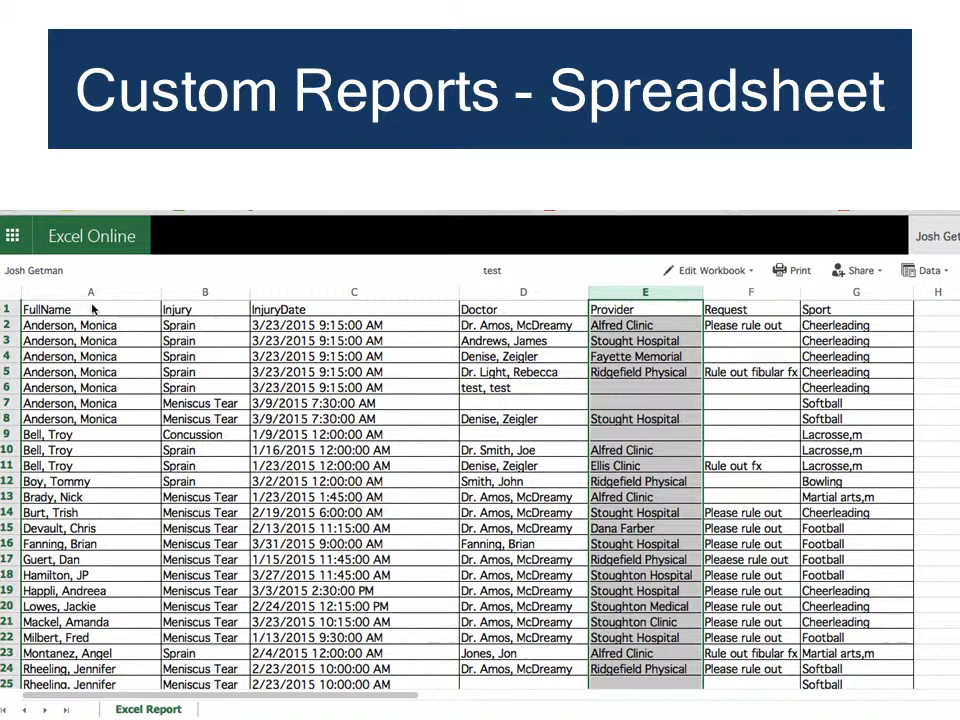 Custom Reports - Spreadsheet
Excel Online
Josh Get
Josh Getman test Edit Workbook Print Share Data
A B C D E F G H
1 FullName Injury InjuryDate Doctor Provider Request Sport
2 Anderson, Monica Sprain 3/23/2015 9:15:00 AM Dr. Amos, McDreamy Alfred Clinic Please rule out Cheerleading
3 Anderson, Monica Sprain 3/23/2015 9:15:00 AM Andrews, James Stought Hospital Cheerleading
4 Anderson, Monica Sprain 3/23/2015 9:15:00 AM Denise, Zeigler Fayette Memorial Cheerleading
5 Anderson, Monica Sprain 3/23/2015 9:15:00 AM Dr. Light, Rebecca Ridgefield Physical Rule out fibular fx Cheerleading
6 Anderson, Monica Sprain 3/23/2015 9:15:00 AM test, test Cheerleading
7 Anderson, Monica Meniscus Tear 3/9/2015 7:30:00 AM Softball
8 Anderson, Monica Meniscus Tear 3/9/2015 7:30:00 AM Denise, Zeigler Stought Hospital Softball
9 Bell, Troy Concussion 1/9/2015 12:00:00 AM Lacrosse,m
10 Bell, Troy Sprain 1/16/2015 12:00:00 AM Dr. Smith, Joe Alfred Clinic Lacrosse,m
11 Bell, Troy Sprain 1/23/2015 12:00:00 AM Denise, Zeigler Ellis Clinic Rule out fx Lacrosse,m
12 Boy, Tommy Sprain 3/2/2015 12:00:00 AM Smith, John Ridgefield Physical Bowling
13 Brady, Nick Meniscus Tear 1/23/2015 1:45:00 AM Dr. Amos, McDreamy Alfred Clinic Martial arts,m
14 Burt, Trish Meniscus Tear 2/19/2015 6:00:00 AM Dr. Amos, McDreamy Stought Hospital Please rule out Cheerleading
15 Devault, Chris Meniscus Tear 2/13/2015 11:15:00 AM Dr. Amos, McDreamy Dana Farber Please rule out Football
16 Fanning, Brian Meniscus Tear 3/31/2015 9:00:00 AM Fanning, Brian Stought Hospital Please rule out Football
17 Guert, Dan Meniscus Tear 1/15/2015 11:45:00 AM Dr. Amos, McDreamy Ridgefield Physical Pleaese rule out Football
18 Hamilton, JP Meniscus Tear 3/27/2015 11:45:00 AM Dr. Amos, McDreamy Stoughton Hospital Please rule out Football
19 Happli, Andreea Meniscus Tear 3/3/2015 2:30:00 PM Dr. Amos, McDreamy Stought Hospital Please rule out Cheerleading
20 Lowes, Jackie Meniscus Tear 2/24/2015 12:15:00 PM Dr. Amos, McDreamy Stoughton Medical Please rule out Cheerleading
21 Mackel, Amanda Meniscus Tear 3/23/2015 10:15:00 AM Dr. Amos, McDreamy Stoughton Clinic Please rule out Cheerleading
22 Milbert, Fred Meniscus Tear 1/13/2015 9:30:00 AM Dr. Amos, McDreamy Stought Hospital Please rule out Football
23 Montanez, Angel Sprain 2/4/2015 12:00:00 AM Jones, Jon Alfred Clinic Rule out fibular fx Martial arts,m
24 Rheeling, Jennifer Meniscus Tear 2/23/2015 10:00:00 AM Dr. Amos, McDreamy Ridgefield Physical Please rule out Softball
25 Rheeling, Jennifer Meniscus Tear 2/23/2015 10:00:00 AM Softball
Excel Report